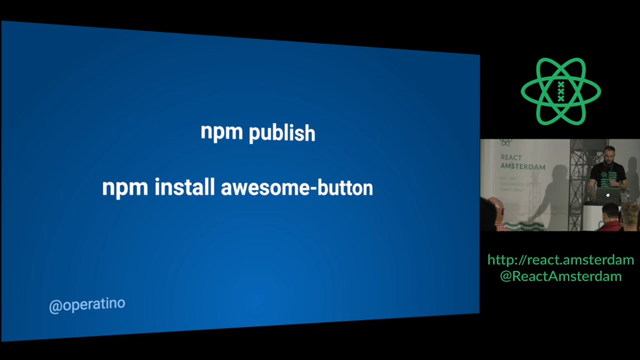 npm publish
npm install awesome-button
@operatino
REACT
AMSTERDAM
http://react.amsterdam
@ReactAmsterdam